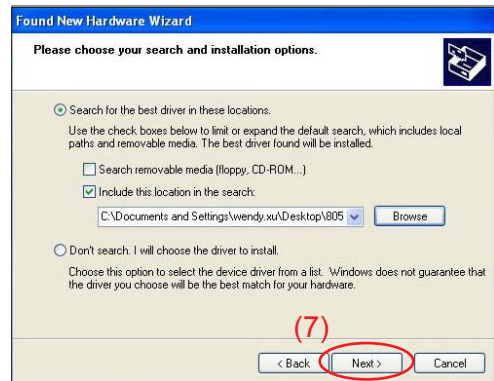 Found New Hardware Wizard
Please choose your search and installation options.
Search for the best driver in these locations.
Use the check boxes below to limit or expand the default search, which includes local
paths and removable media. The best driver found will be installed.
Search removable media (floppy, CD-ROM...)
Include this location in the search:
C:\Documents and Settings\wendy.xu\Desktop\805
Browse
Don't search. I will choose the driver to install.
Choose this option to select the device driver from a list. Windows does not guarantee that
the driver you choose will be the best match for your hardware.
(7)
< Back
Next >
Cancel